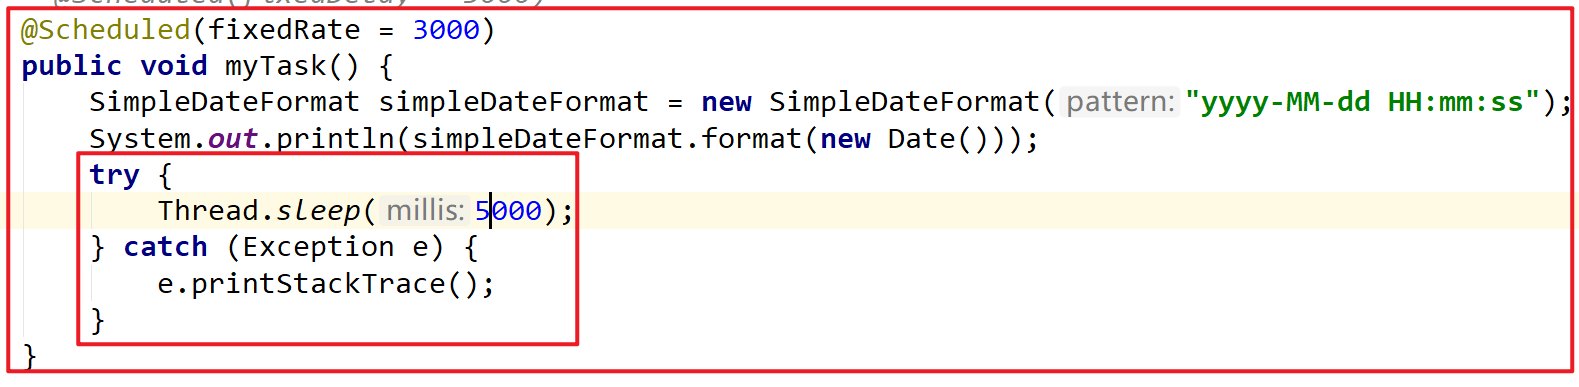 @Scheduled(fixedRate = 3000)
public void myTask() {
    SimpleDateFormat simpleDateFormat = new SimpleDateFormat( pattern: "yyyy-MM-dd HH:mm:ss");
    System.out.println(simpleDateFormat.format(new Date()));
    try {
        Thread.sleep( millis: 5000);
    } catch (Exception e) {
        e.printStackTrace();
    }
}